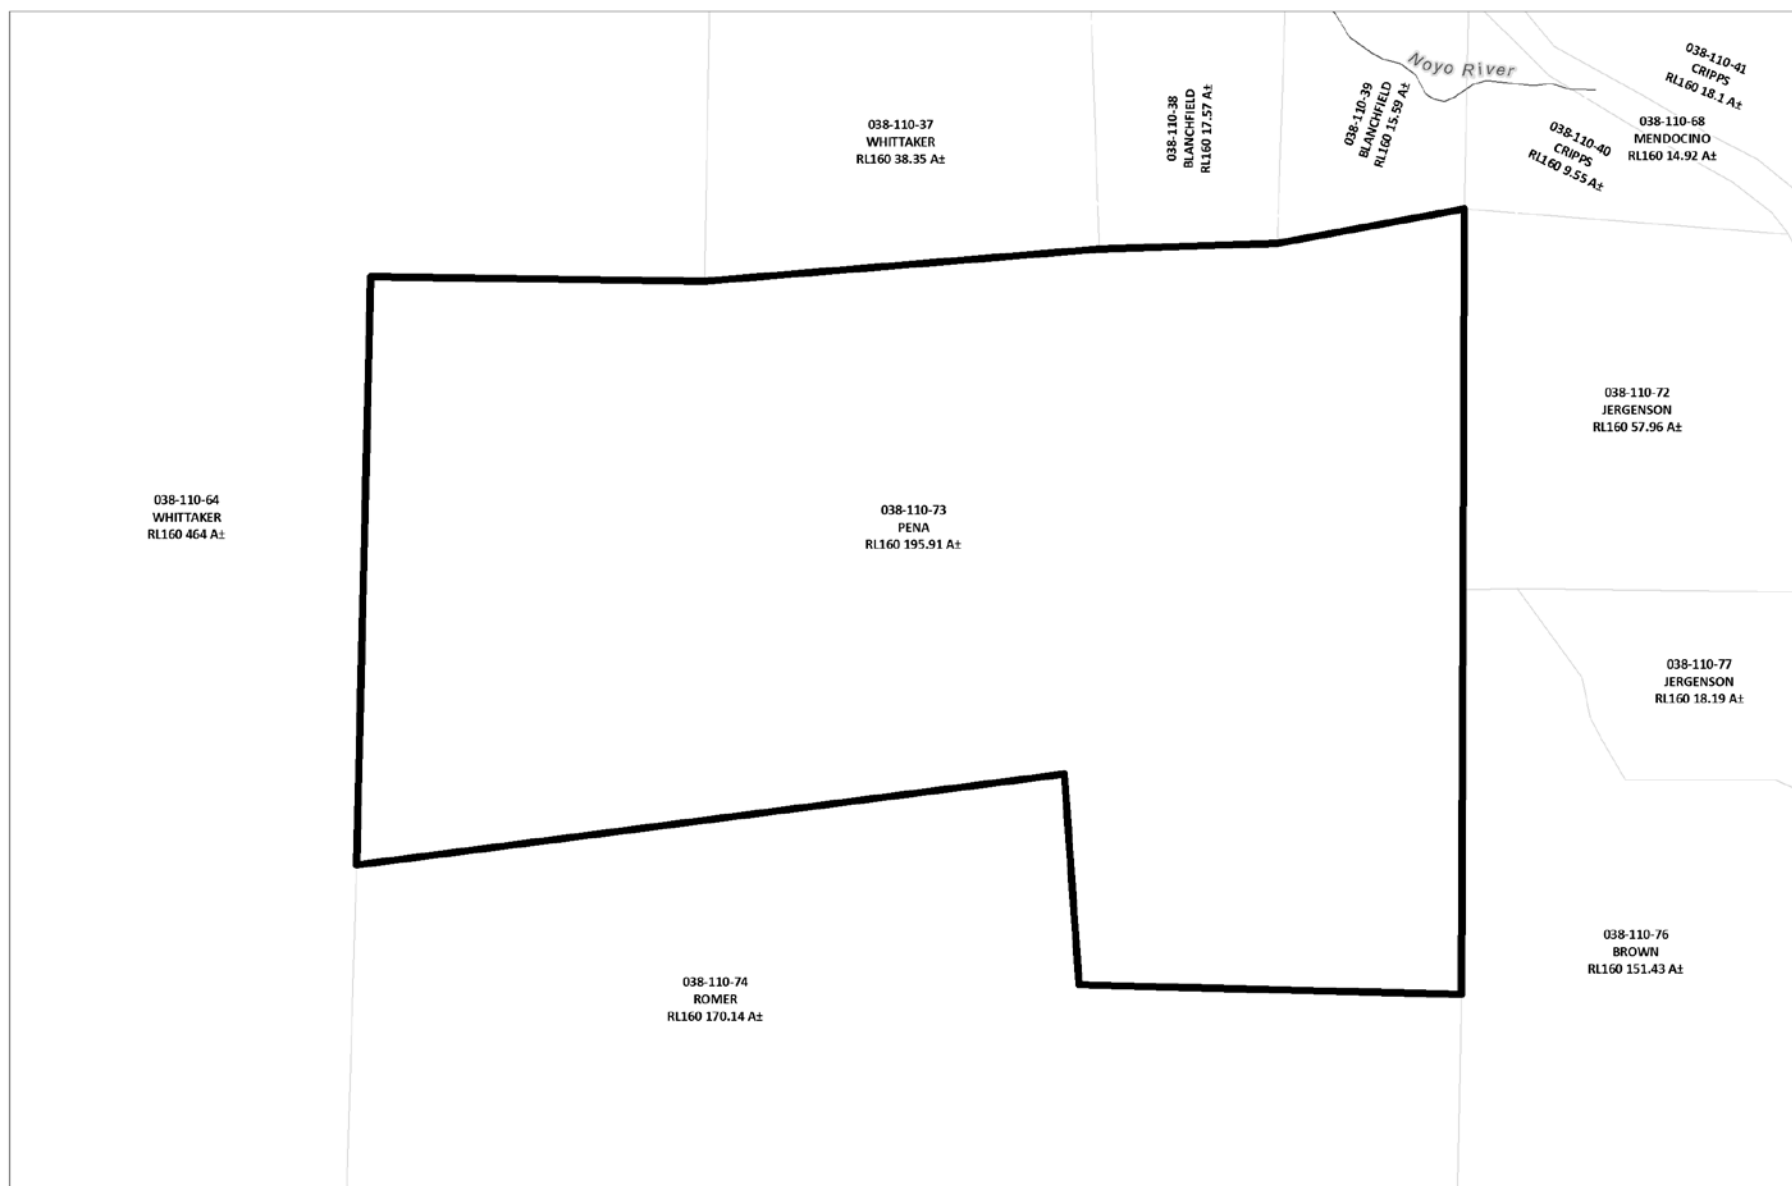 Noyo River
038-110-41
CRIPPS
RL160 18.1 A±
038-110-37
WHITTAKER
RL160 38.35 A±
038-110-38
BLANCHFIELD
RL160 17.57 A±
038-110-39
BLANCHFIELD
RL160 15.59 A±
038-110-40
CRIPPS
RL160 9.55 A±
038-110-68
MENDOCINO
RL160 14.92 A±
038-110-72
JERGENSON
RL160 57.96 A±
038-110-64
WHITTAKER
RL160 464 A±
038-110-73
PENA
RL160 195.91 A±
038-110-77
JERGENSON
RL160 18.19 A±
038-110-76
BROWN
RL160 151.43 A±
038-110-74
ROMER
RL160 170.14 A±